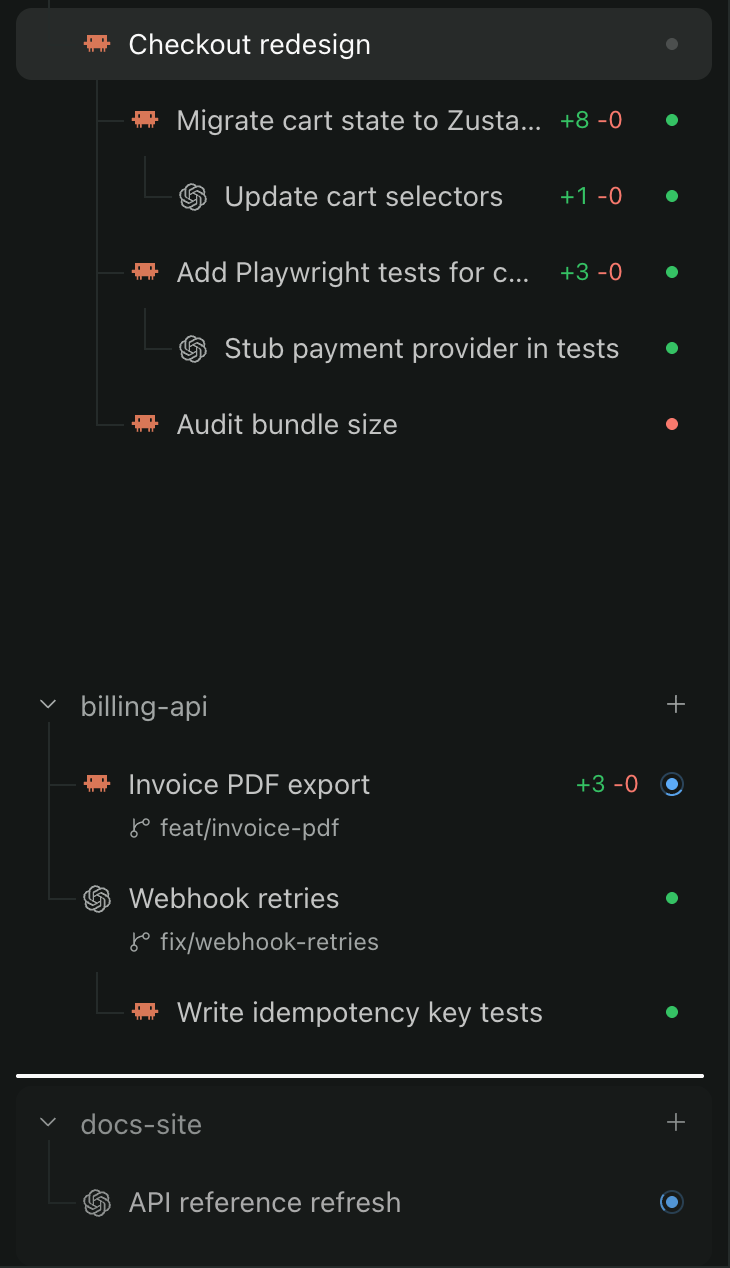 Checkout redesign
Migrate cart state to Zusta... +8 -0
Update cart selectors +1 -0
Add Playwright tests for c... +3 -0
Stub payment provider in tests
Audit bundle size
billing-api
Invoice PDF export +3 -0
feat/invoice-pdf
Webhook retries
fix/webhook-retries
Write idempotency key tests
docs-site
API reference refresh